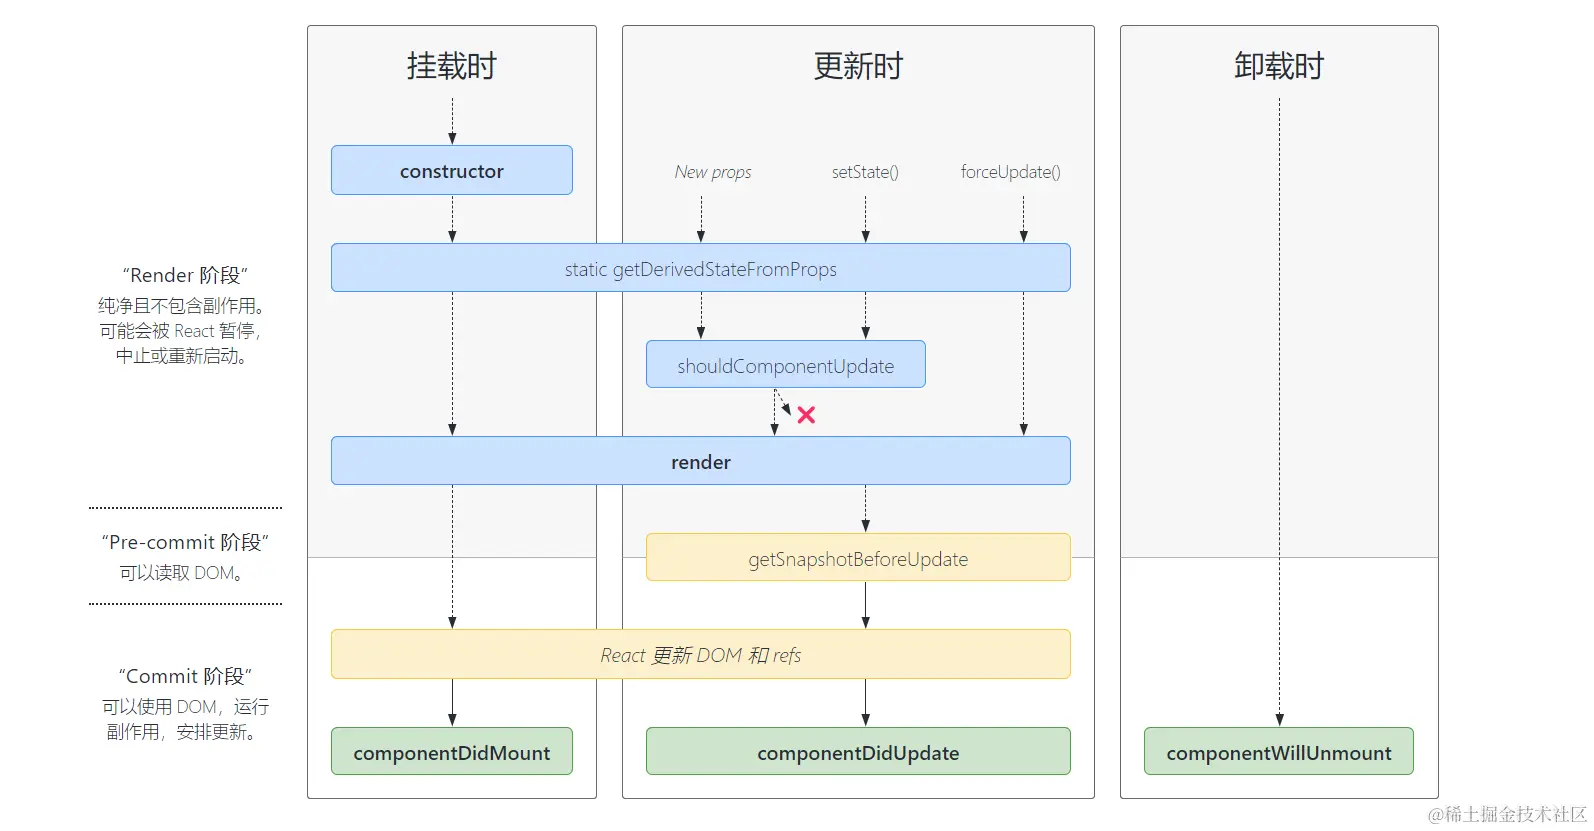 挂载时
更新时
卸载时
constructor
New props
setState()
forceUpdate()
static getDerivedStateFromProps
“Render 阶段”
纯净且不包含副作用。
可能会被 React 暂停，
中止或重新启动。
shouldComponentUpdate
render
“Pre-commit 阶段”
可以读取 DOM。
getSnapshotBeforeUpdate
React 更新 DOM 和 refs
“Commit 阶段”
可以使用 DOM，运行
副作用，安排更新。
componentDidMount
componentDidUpdate
componentWillUnmount
@稀土掘金技术社区